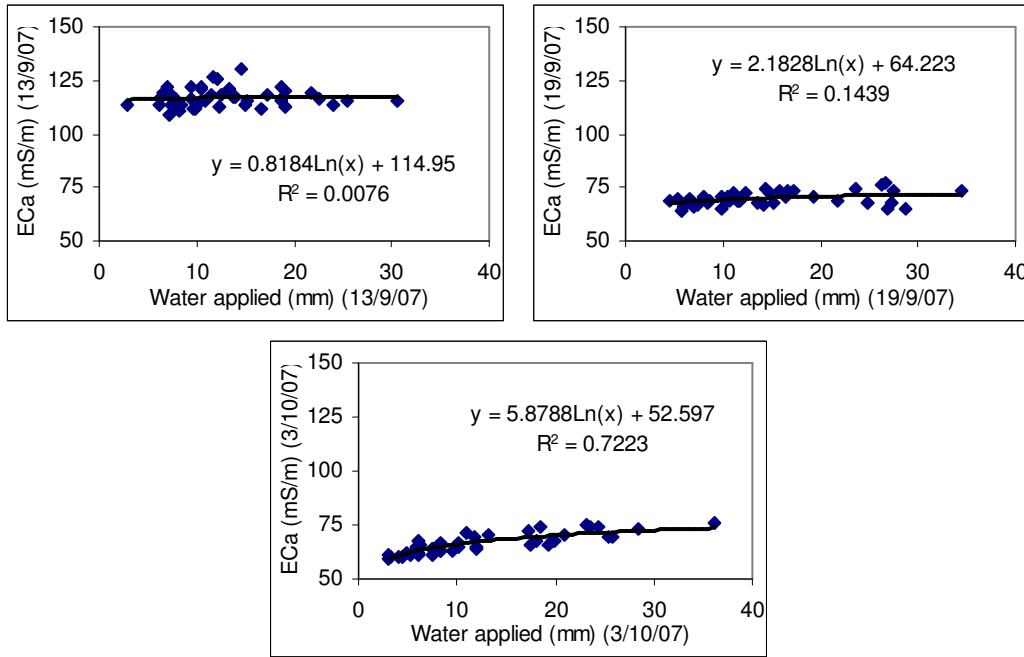 150
125
100
75
50
ECa (mS/m) (13/9/07)
y = 0.8184Ln(x) + 114.95
R² = 0.0076
0 10 20 30 40
Water applied (mm) (13/9/07)
150
125
100
75
50
ECa (mS/m) (19/9/07)
y = 2.1828Ln(x) + 64.223
R² = 0.1439
0 10 20 30 40
Water applied (mm) (19/9/07)
150
125
100
75
50
ECa (mS/m) (3/10/07)
y = 5.8788Ln(x) + 52.597
R² = 0.7223
0 10 20 30 40
Water applied (mm) (3/10/07)